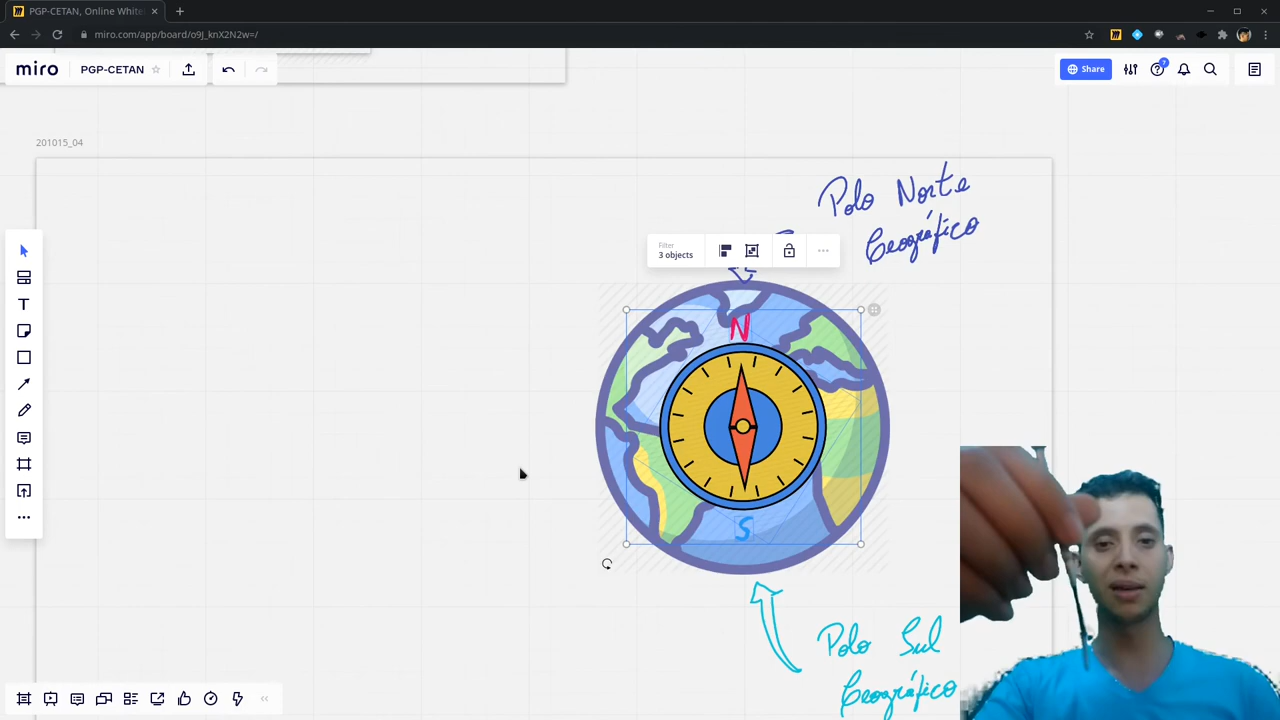 PGP-CETAN, Online White
miro.com/app/board/o9J_knX2N2w=/
miro
PGP-CETAN
Share
7
201015_04
Polo Norte
Geográfico
Filter
3 objects
N
S
Polo Sul
Geográfico
T